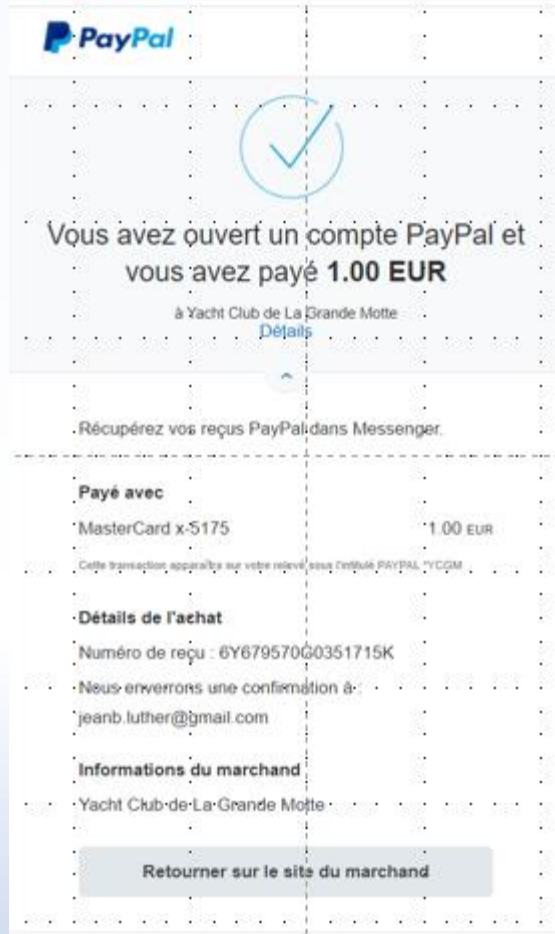 PayPal
Vous avez ouvert un compte PayPal et
vous avez payé 1.00 EUR
à Yacht Club de La Grande Motte
Détails
Récupérez vos reçus PayPal dans Messenger.
Payé avec
MasterCard x-5175 1.00 EUR
Cette transaction apparaîtra sur votre relevé sous l'intitulé PAYPAL *YCGM
Détails de l'achat
Numéro de reçu : 6Y679570G0351715K
Nous enverrons une confirmation à :
jeanb.luther@gmail.com
Informations du marchand
Yacht Club de La Grande Motte
Retourner sur le site du marchand